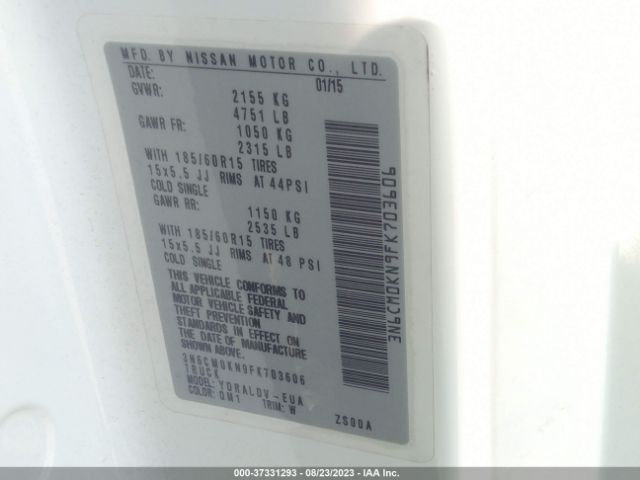 MFD. BY NISSAN MOTOR CO., LTD.
DATE: 01/15
GVWR: 2155 KG
4751 LB
GAWR FR: 1050 KG
2315 LB
WITH 185/60R15 TIRES
15x5.5 JJ RIMS AT 44PSI
COLD SINGLE
GAWR RR: 1150 KG
2535 LB
WITH 185/60R15 TIRES
15x5.5 JJ RIMS AT 48 PSI
COLD SINGLE
THIS VEHICLE CONFORMS TO
ALL APPLICABLE FEDERAL
MOTOR VEHICLE SAFETY AND
THEFT PREVENTION
STANDARDS IN EFFECT ON
THE DATE OF MANUFACTURE
SHOWN ABOVE.
3N6CM0KN9FK703606
TRUCK
MODEL: YDRALDV-EUA
COLOR: QM1 TRIM: W
ZS00A
3N6CM0KN9FK703606
000-37331293 - 08/23/2023 - IAA Inc.